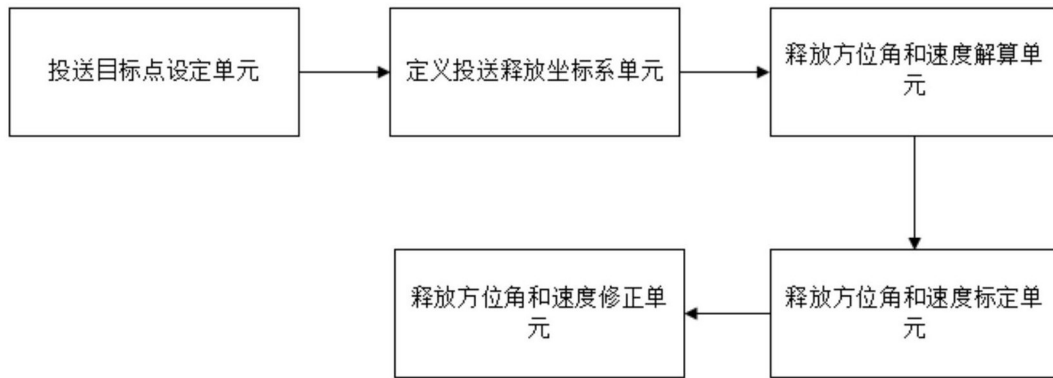 投送目标点设定单元
定义投送释放坐标系单元
释放方位角和速度解算单
元
释放方位角和速度标定单
元
释放方位角和速度修正单
元